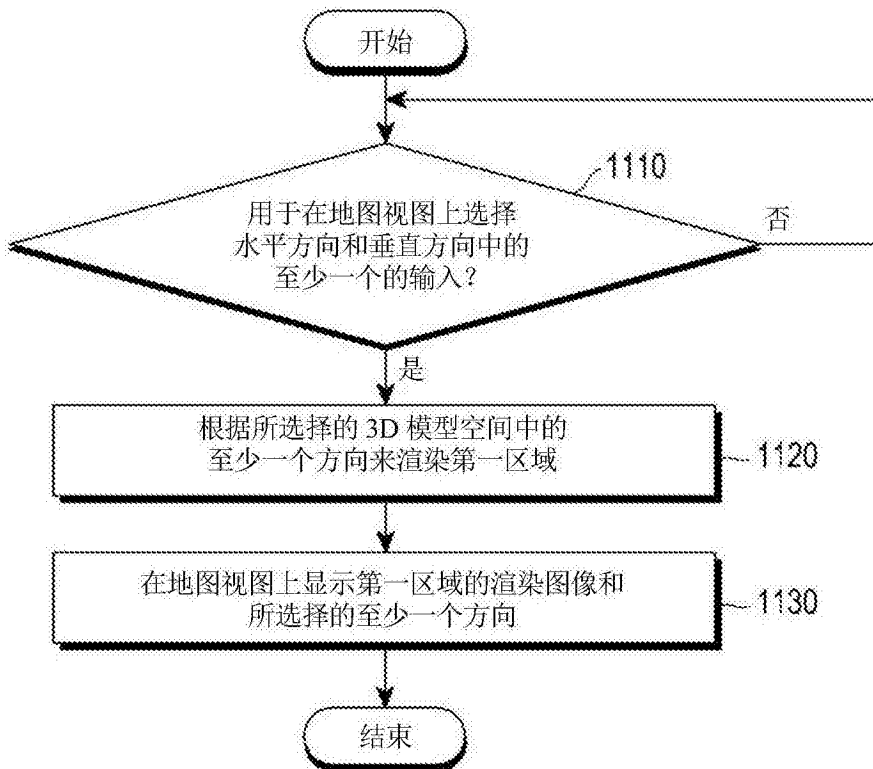 开始
1110
用于在地图视图上选择
水平方向和垂直方向中的
至少一个的输入？
否
是
根据所选择的 3D 模型空间中的
至少一个方向来渲染第一区域
1120
在地图视图上显示第一区域的渲染图像和
所选择的至少一个方向
1130
结束